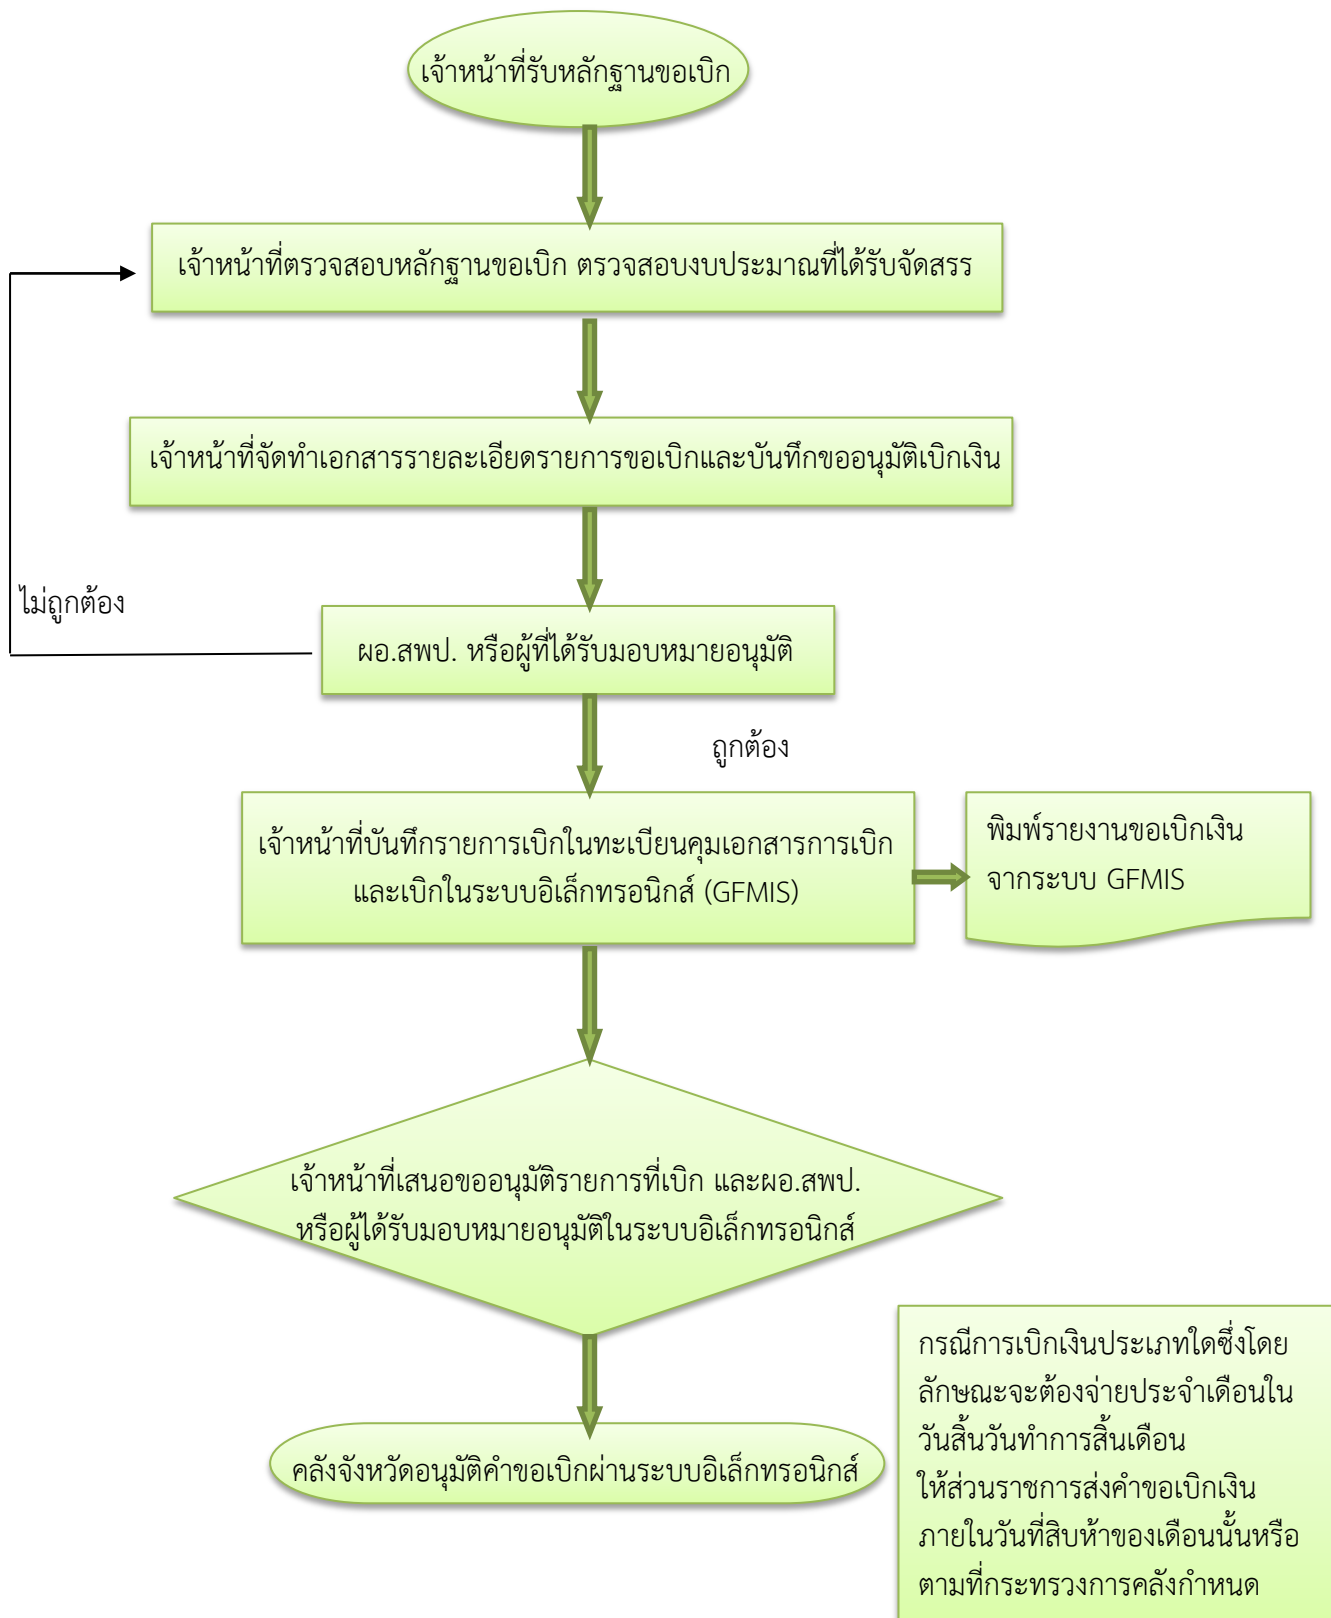 เจ้าหน้าที่รับหลักฐานขอเบิก
เจ้าหน้าที่ตรวจสอบหลักฐานขอเบิก ตรวจสอบงบประมาณที่ได้รับจัดสรร
เจ้าหน้าที่จัดทำเอกสารรายละเอียดรายการขอเบิกและบันทึกขออนุมัติเบิกเงิน
ไม่ถูกต้อง
ผอ.สพป. หรือผู้ที่ได้รับมอบหมายอนุมัติ
ถูกต้อง
เจ้าหน้าที่บันทึกรายการเบิกในทะเบียนคุมเอกสารการเบิก
และเบิกในระบบอิเล็กทรอนิกส์ (GFMIS)
พิมพ์รายงานขอเบิกเงิน
จากระบบ GFMIS
เจ้าหน้าที่เสนอขออนุมัติรายการที่เบิก และผอ.สพป.
หรือผู้ได้รับมอบหมายอนุมัติในระบบอิเล็กทรอนิกส์
คลังจังหวัดอนุมัติคำขอเบิกผ่านระบบอิเล็กทรอนิกส์
กรณีการเบิกเงินประเภทใดซึ่งโดย
ลักษณะจะต้องจ่ายประจำเดือนใน
วันสิ้นวันทำการสิ้นเดือน
ให้ส่วนราชการส่งคำขอเบิกเงิน
ภายในวันที่สิบห้าของเดือนนั้นหรือ
ตามที่กระทรวงการคลังกำหนด